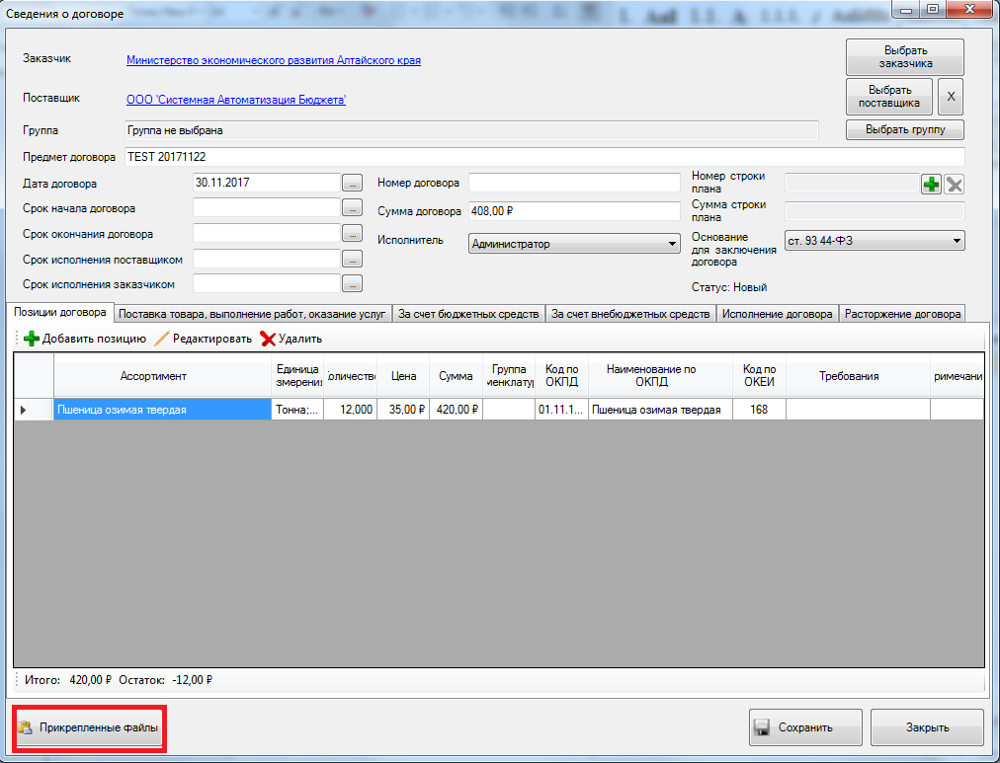 Сведения о договоре
Заказчик
Министерство экономического развития Алтайского края
Выбрать
заказчика
Поставщик
ООО 'Системная Автоматизация Бюджета'
Выбрать
поставщика
X
Группа
Группа не выбрана
Выбрать группу
Предмет договора
TEST 20171122
Дата договора
30.11.2017
...
Номер договора
Номер строки
плана
Срок начала договора
...
Сумма договора
408,00 ₽
Сумма строки
плана
Срок окончания договора
...
Исполнитель
Администратор
Основание
для заключения
договора
ст. 93 44-ФЗ
Срок исполнения поставщиком
...
Срок исполнения заказчиком
...
Статус: Новый
Позиции договора
Поставка товара, выполнение работ, оказание услуг
За счет бюджетных средств
За счет внебюджетных средств
Исполнение договора
Расторжение договора
Добавить позицию
Редактировать
Удалить
Ассортимент
Единица
змерения
Количество
Цена
Сумма
Группа
менклатур
Код по
ОКПД
Наименование по
ОКПД
Код по
ОКЕИ
Требования
римечани
Пшеница озимая твердая
Тонна;...
12,000
35,00 ₽
420,00 ₽
01.11.1...
Пшеница озимая твердая
168
Итого: 420,00 ₽ Остаток: -12,00 ₽
Прикрепленные файлы
Сохранить
Закрыть